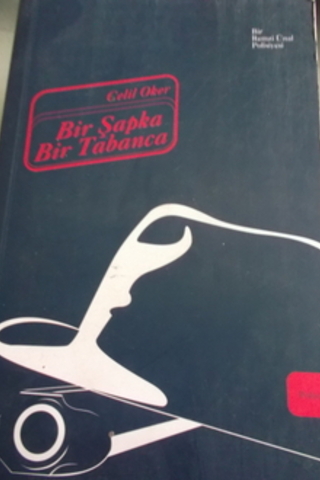 Bir
Remzi Ünal
Polisiyesi
Celil Oker
Bir Şapka
Bir Tabanca